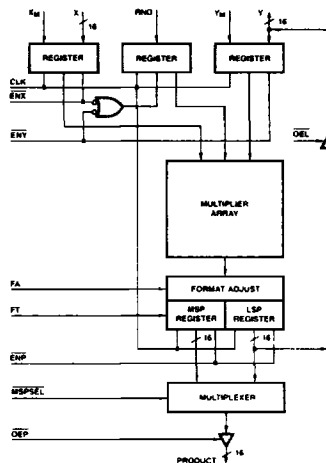 XM X 16 RND YM Y 16
REGISTER REGISTER REGISTER
CLK
ENX
ENY
OEL
MULTIPLIER
ARRAY
FA
FORMAT ADJUST
FT
MSP
REGISTER
LSP
REGISTER
16 16
ENP
MSPSEL
MULTIPLEXER
OEP
16
PRODUCT